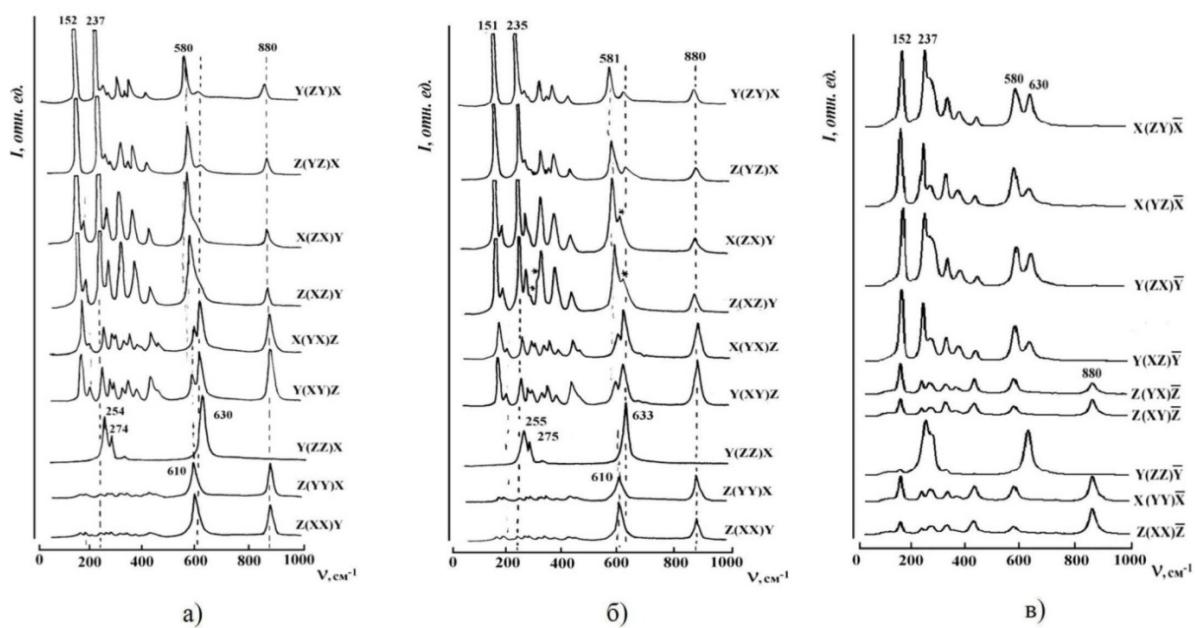 I, отн. ед.
152 237 580 880
Y(ZY)X
Z(YZ)X
X(ZX)Y
Z(XZ)Y
X(YX)Z
Y(XY)Z
254
274
630
Y(ZZ)X
610
Z(YY)X
Z(XX)Y
0 200 400 600 800 1000
ν, см⁻¹
а)
I, отн. ед.
151 235 581 880
Y(ZY)X
Z(YZ)X
*
X(ZX)Y
* * *
Z(XZ)Y
X(YX)Z
Y(XY)Z
255
275
633
Y(ZZ)X
610
Z(YY)X
Z(XX)Y
0 200 400 600 800 1000
ν, см⁻¹
б)
I, отн. ед.
152 237 580 630
X(ZY)X̅
X(YZ)X̅
Y(ZX)Y̅
Y(XZ)Y̅
880
Z(YX)Z̅
Z(XY)Z̅
Y(ZZ)Y̅
X(YY)X̅
Z(XX)Z̅
0 200 400 600 800 1000
ν, см⁻¹
в)